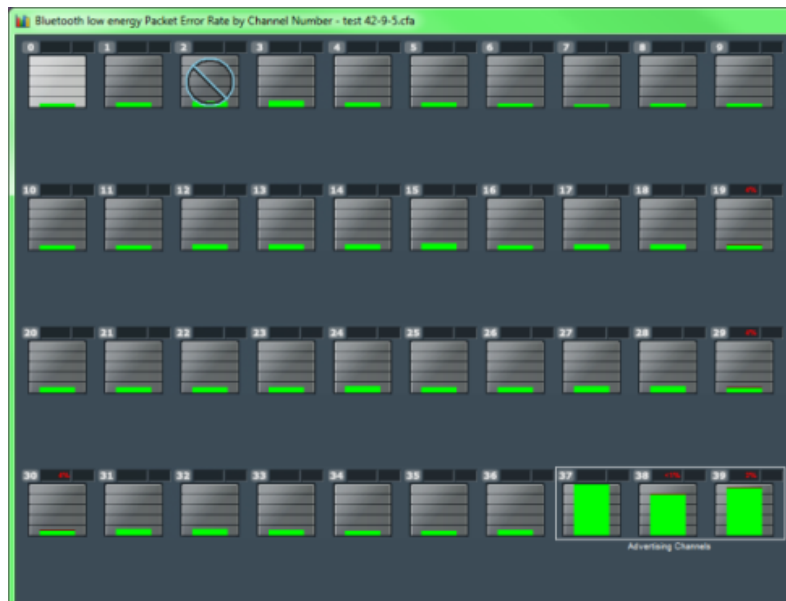 Bluetooth low energy Packet Error Rate by Channel Number - test 42-9-5.cfa
0 1 2 3 4 5 6 7 8 9
10 11 12 13 14 15 16 17 18 19
20 21 22 23 24 25 26 27 28 29
30 31 32 33 34 35 36 37 38 39
Advertising Channels